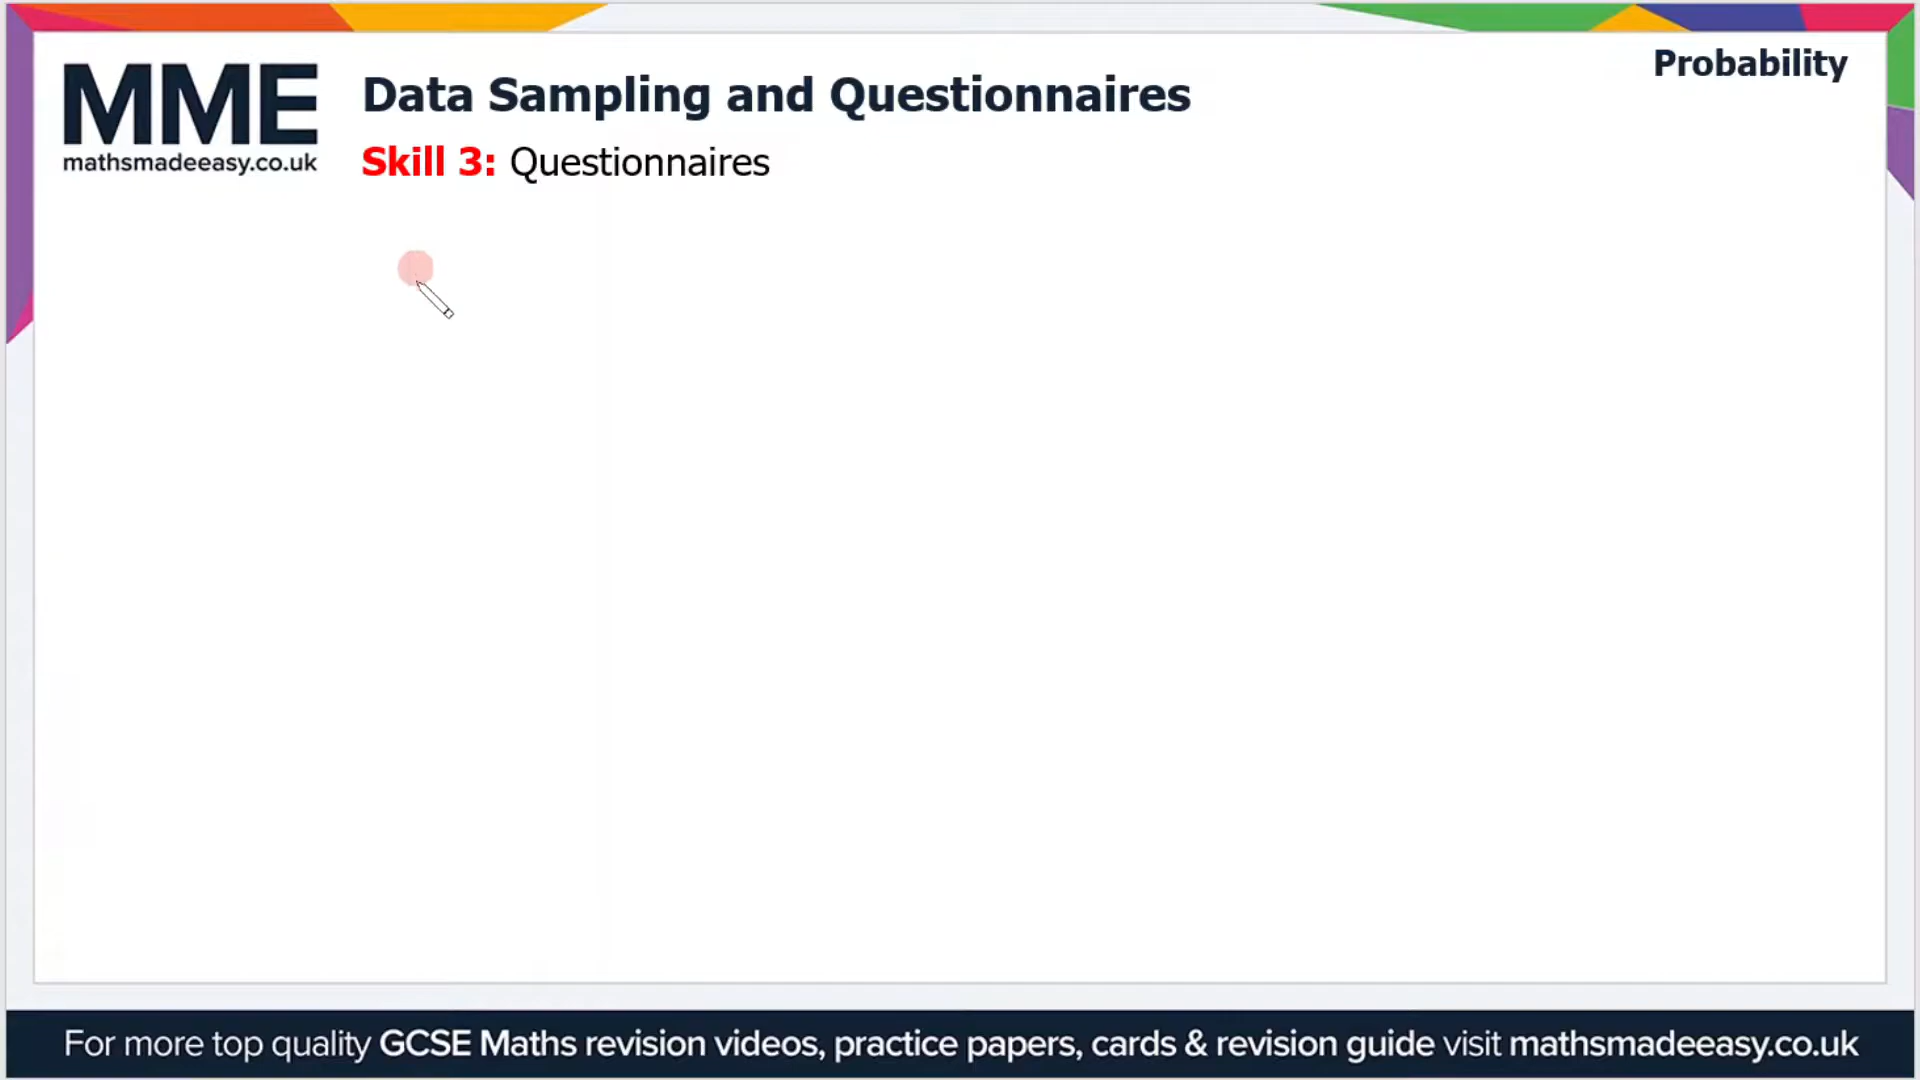 Probability
MME
mathsmadeeasy.co.uk
Data Sampling and Questionnaires
Skill 3: Questionnaires
For more top quality GCSE Maths revision videos, practice papers, cards & revision guide visit mathsmadeeasy.co.uk